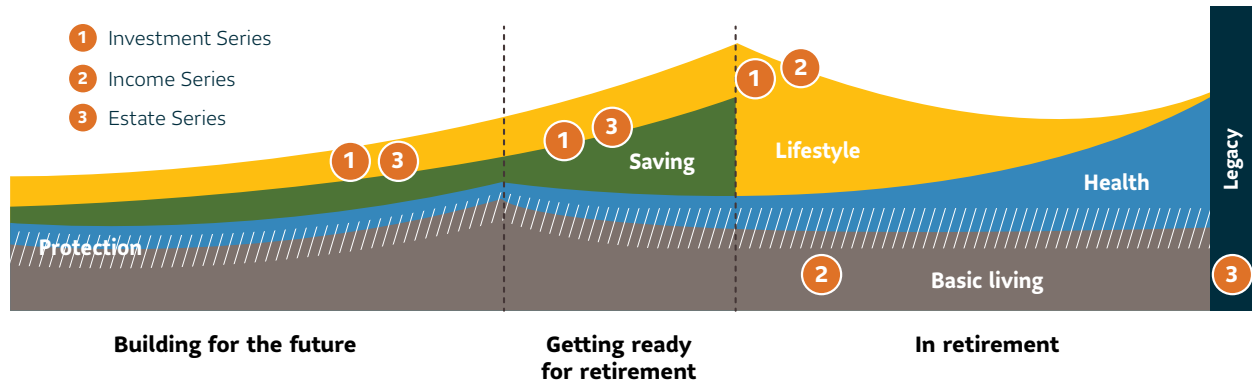 1 Investment Series
2 Income Series
3 Estate Series
1 3
1 3
1 2
Saving
Lifestyle
Health
Legacy
Protection
2
Basic living
3
Building for the future
Getting ready
for retirement
In retirement